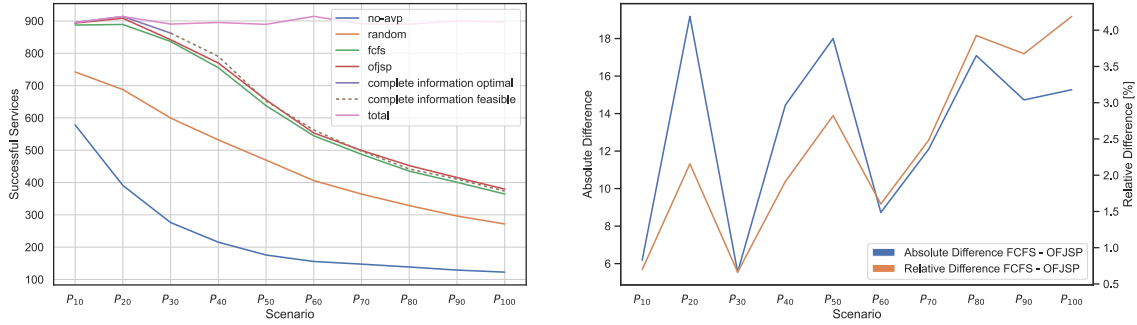 Successful Services
900
800
700
600
500
400
300
200
100
no-avp
random
fcfs
ofjsp
complete information optimal
complete information feasible
total
P10
P20
P30
P40
P50
P60
P70
P80
P90
P100
Scenario
Absolute Difference
18
16
14
12
10
8
6
Absolute Difference FCFS - OFJSP
Relative Difference FCFS - OFJSP
4.0
3.5
3.0
2.5
2.0
1.5
1.0
0.5
Relative Difference [%]
P10
P20
P30
P40
P50
P60
P70
P80
P90
P100
Scenario